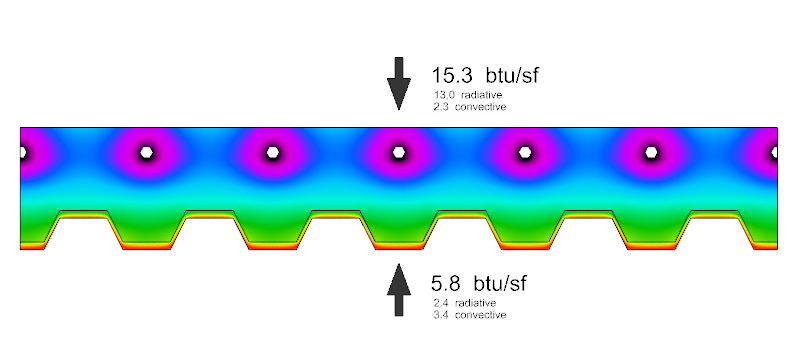 15.3 btu/sf
13.0 radiative
2.3 convective
5.8 btu/sf
2.4 radiative
3.4 convective